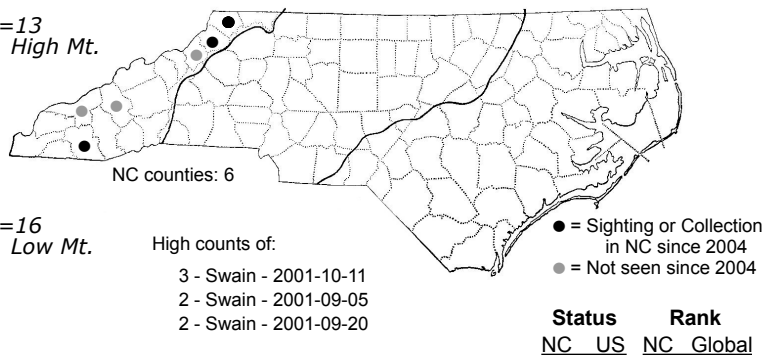 =13
High Mt.
NC counties: 6
=16
Low Mt.
High counts of:
3 - Swain - 2001-10-11
2 - Swain - 2001-09-05
2 - Swain - 2001-09-20
● = Sighting or Collection
in NC since 2004
● = Not seen since 2004
Status Rank
NC US NC Global